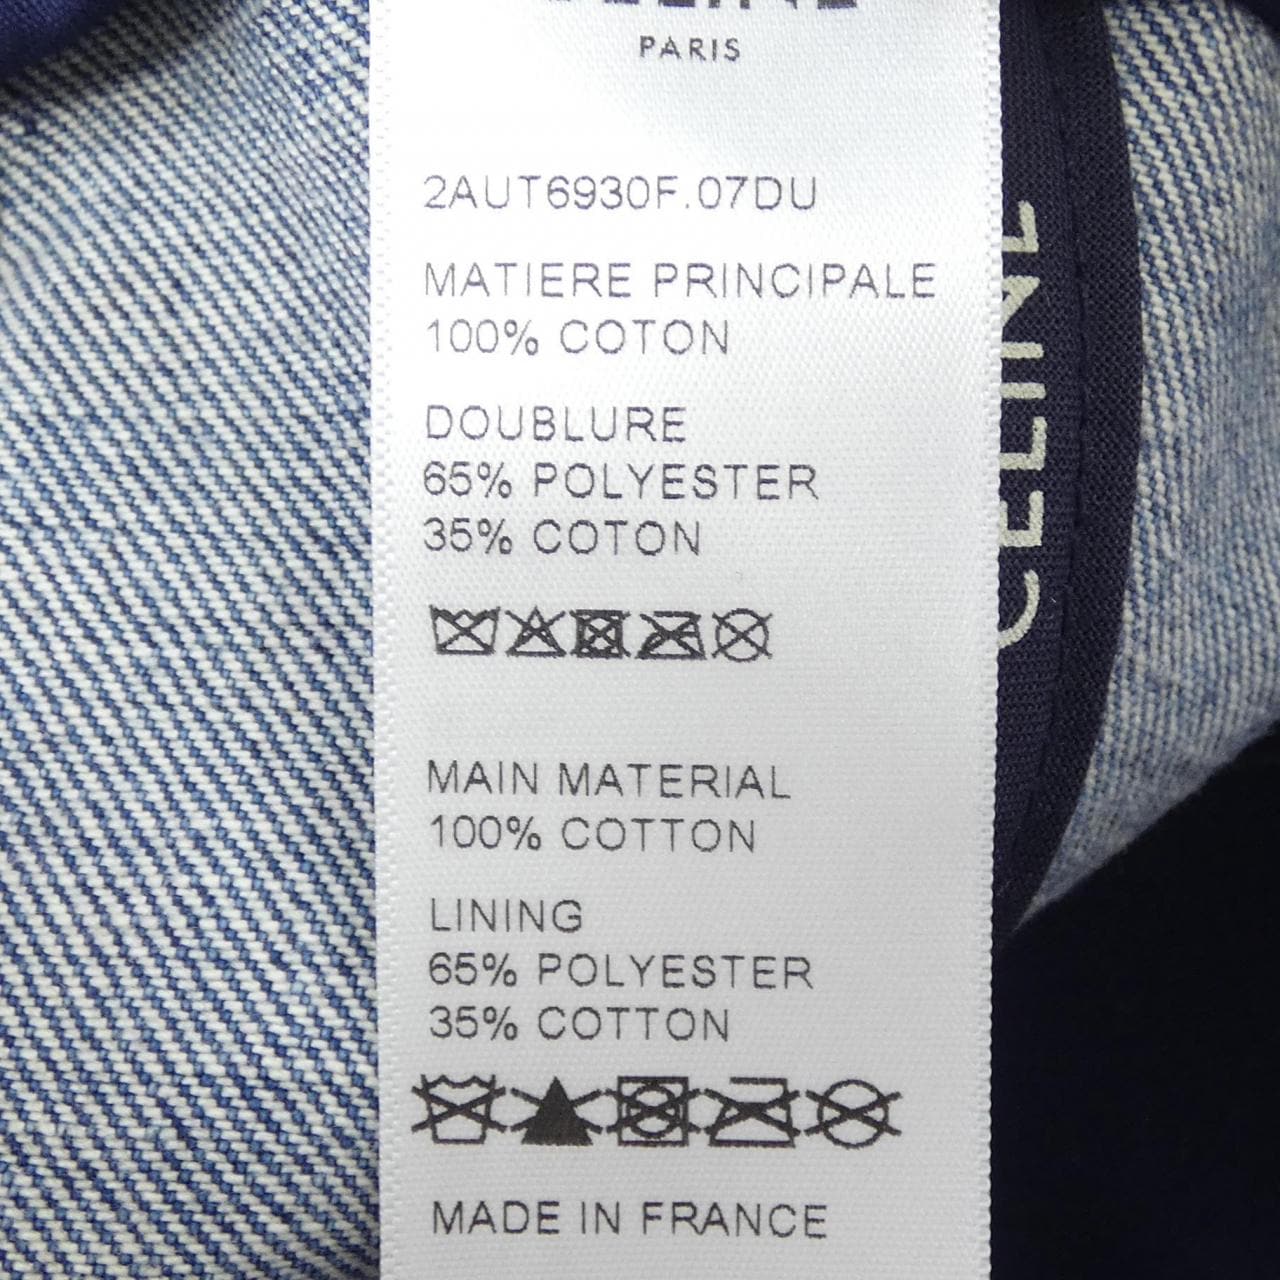 CELINE
PARIS
2AUT6930F.07DU
MATIERE PRINCIPALE
100% COTON
DOUBLURE
65% POLYESTER
35% COTON
MAIN MATERIAL
100% COTTON
LINING
65% POLYESTER
35% COTTON
MADE IN FRANCE
CELINE